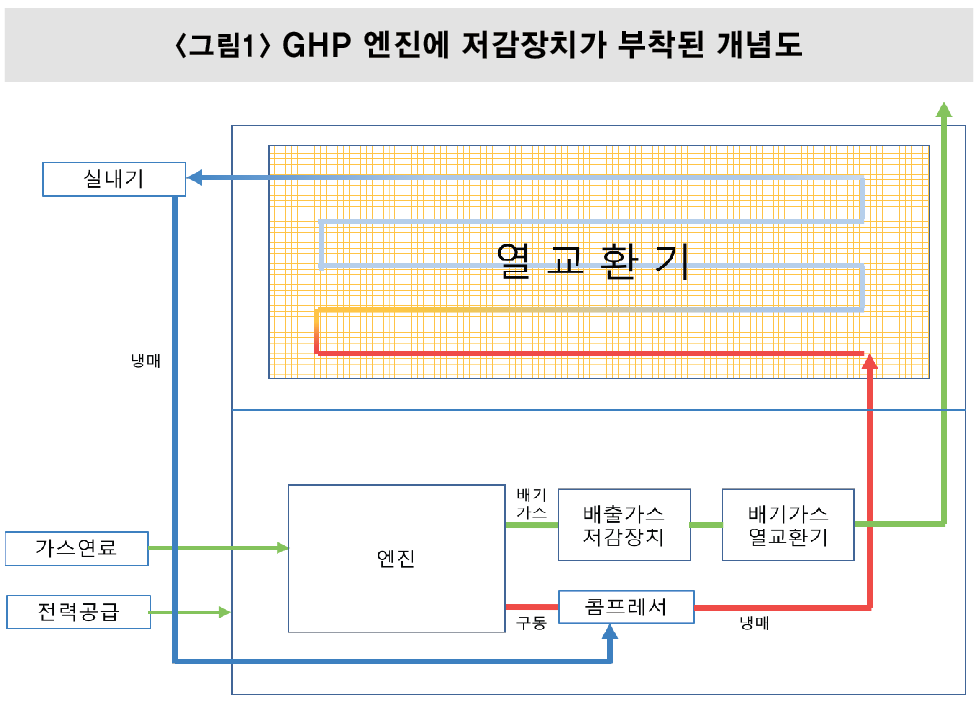 <그림1> GHP 엔진에 저감장치가 부착된 개념도
실내기
열교환기
냉매
배기
가스
배출가스
저감장치
배기가스
열교환기
가스연료
엔진
전력공급
콤프레서
구동
냉매